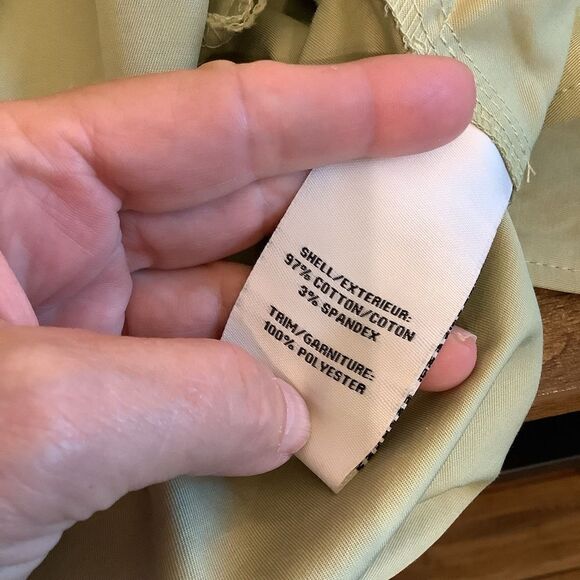 SHELL/EXTERIEUR:
97% COTTON/COTON
3% SPANDEX
TRIM/GARNITURE:
100% POLYESTER